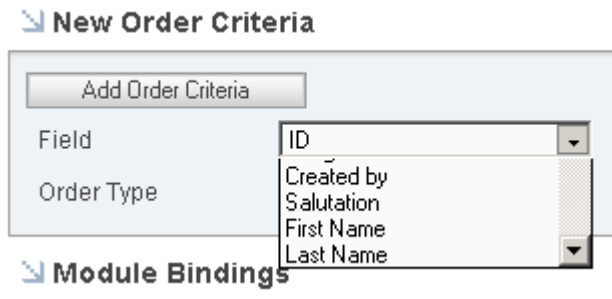 New Order Criteria
Add Order Criteria
Field
ID
Created by
Order Type
Salutation
First Name
Last Name
Module Bindings